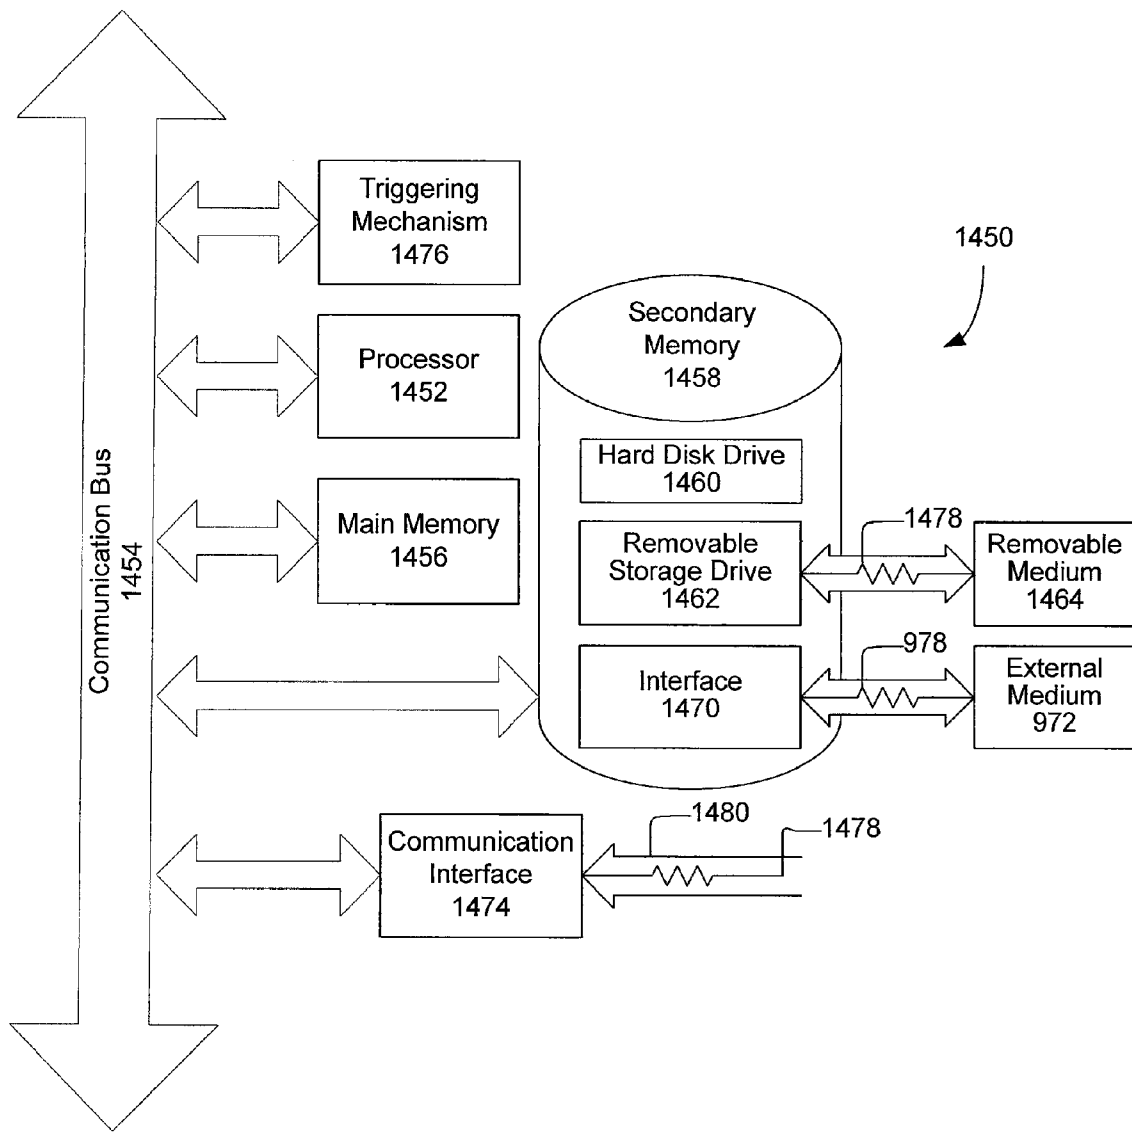 Communication Bus
1454
Triggering
Mechanism
1476
Processor
1452
Main Memory
1456
1450
Secondary
Memory
1458
Hard Disk Drive
1460
Removable
Storage Drive
1462
1478
Removable
Medium
1464
Interface
1470
978
External
Medium
972
Communication
Interface
1474
1480
1478